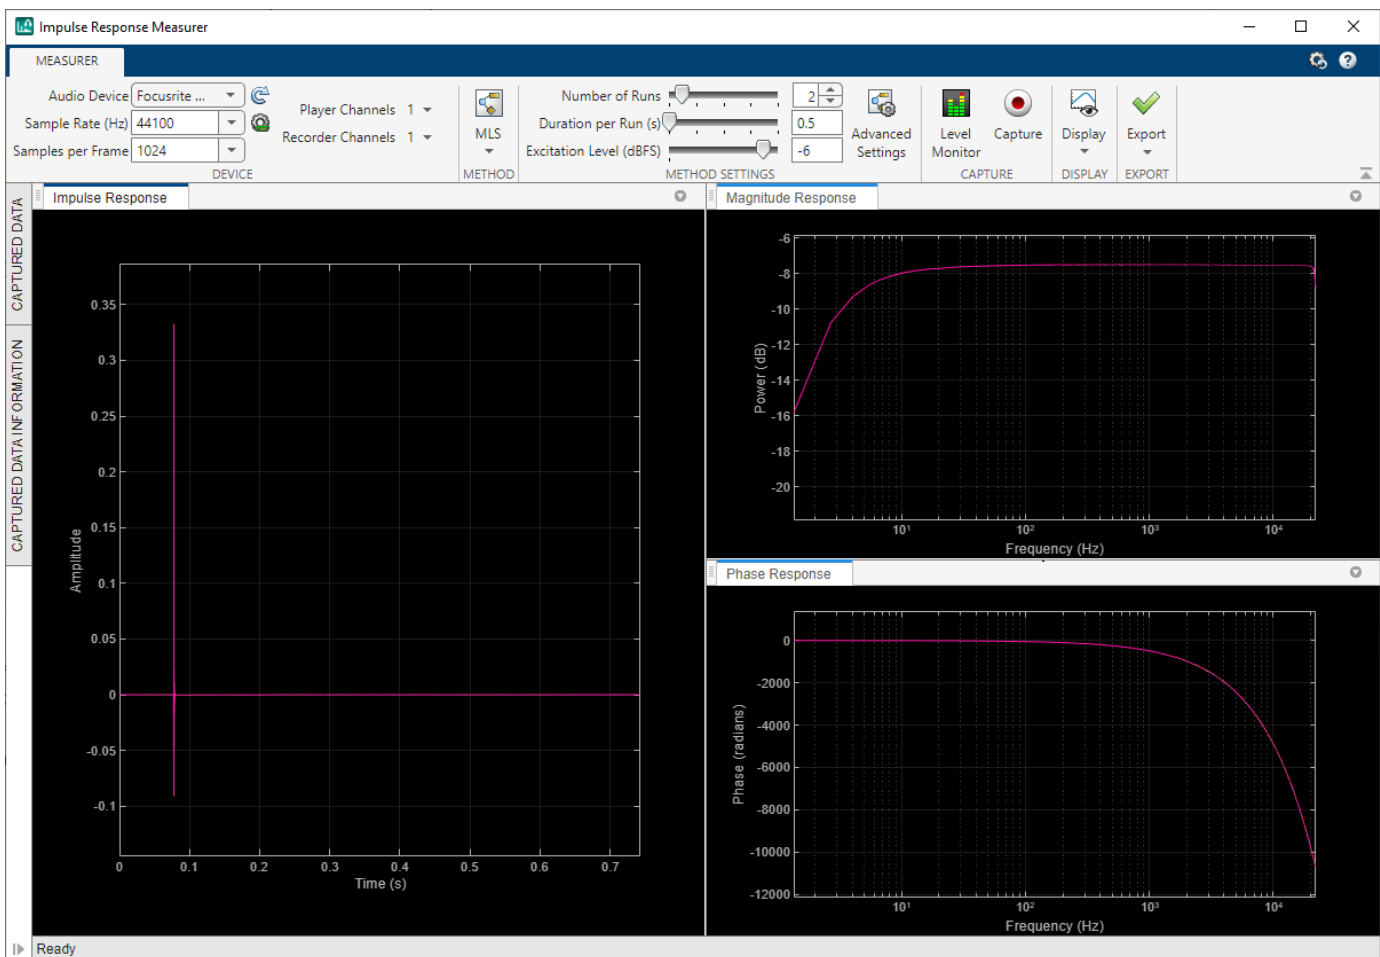 Impulse Response Measurer
MEASURER
Audio Device Focusrite ...
Sample Rate (Hz) 44100
Samples per Frame 1024
Player Channels 1
Recorder Channels 1
DEVICE
MLS
METHOD
Number of Runs 2
Duration per Run (s) 0.5
Excitation Level (dBFS) -6
Advanced
Settings
METHOD SETTINGS
Level
Monitor
Capture
CAPTURE
Display
DISPLAY
Export
EXPORT
CAPTURED DATA
CAPTURED DATA INFORMATION
Impulse Response
0.35
0.3
0.25
0.2
0.15
0.1
0.05
0
-0.05
-0.1
Amplitude
0 0.1 0.2 0.3 0.4 0.5 0.6 0.7
Time (s)
Magnitude Response
-6
-8
-10
-12
-14
-16
-18
-20
Power (dB)
10¹ 10² 10³ 10⁴
Frequency (Hz)
Phase Response
0
-2000
-4000
-6000
-8000
-10000
-12000
Phase (radians)
10¹ 10² 10³ 10⁴
Frequency (Hz)
Ready